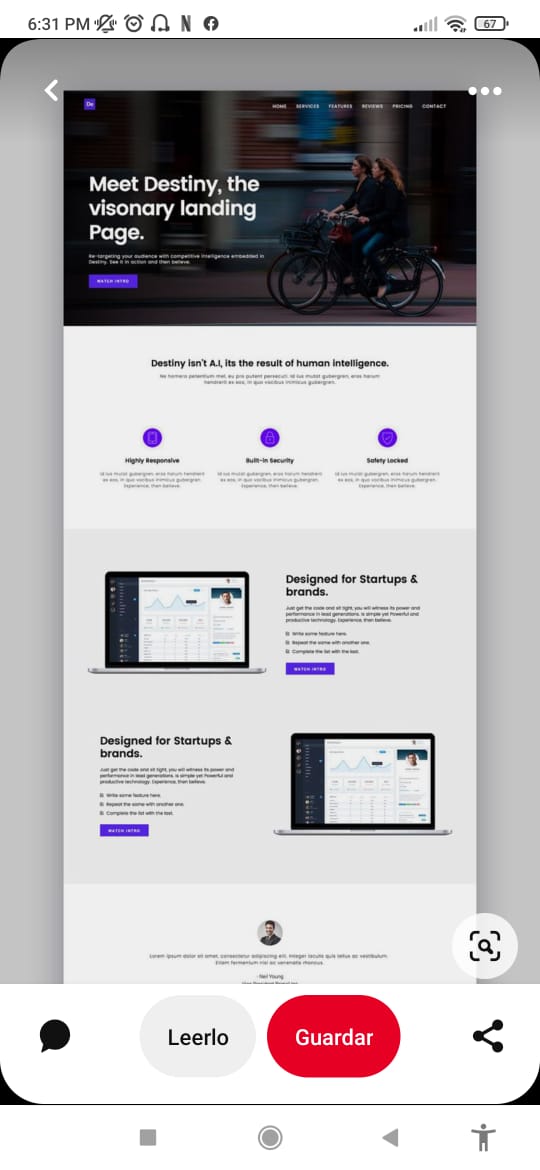 6:31 PM
67
De
HOME SERVICES FEATURES REVIEWS PRICING CONTACT
Meet Destiny, the
visonary landing
Page.
Re-targeting your audience with competitive intelligence embedded in
Destiny. See it in action and then believe.
WATCH INTRO
Destiny isn't A.I, its the result of human intelligence.
Ne homero petentium mel, eu pro putent persecuti. Id ius mutat gubergren, eros harum
hendrerit ex eos, in quo vocibus inimicus gubergren.
Highly Responsive
Id ius mutat gubergren, eros harum hendrerit
ex eos, in quo vocibus inimicus gubergren.
Experience, then believe.
Built-in Security
Id ius mutat gubergren, eros harum hendrerit
ex eos, in quo vocibus inimicus gubergren.
Experience, then believe.
Safety Locked
Id ius mutat gubergren, eros harum hendrerit
ex eos, in quo vocibus inimicus gubergren.
Experience, then believe.
Designed for Startups &
brands.
Just get the code and sit tight, you will witness its power and
performance in lead generations, is simple yet Powerful and
productive technology. Experience, then believe.
Write some feature here.
Repeat the same with another one.
Complete the list with the last.
WATCH INTRO
Designed for Startups &
brands.
Just get the code and sit tight, you will witness its power and
performance in lead generations, is simple yet Powerful and
productive technology. Experience, then believe.
Write some feature here.
Repeat the same with another one.
Complete the list with the last.
WATCH INTRO
Lorem ipsum dolor sit amet, consectetur adipiscing elit. Integer iaculis quis tellus ac vestibulum.
Etiam fermentum nisl ac venenatis rhoncus.
- Neil Young
Leerlo
Guardar